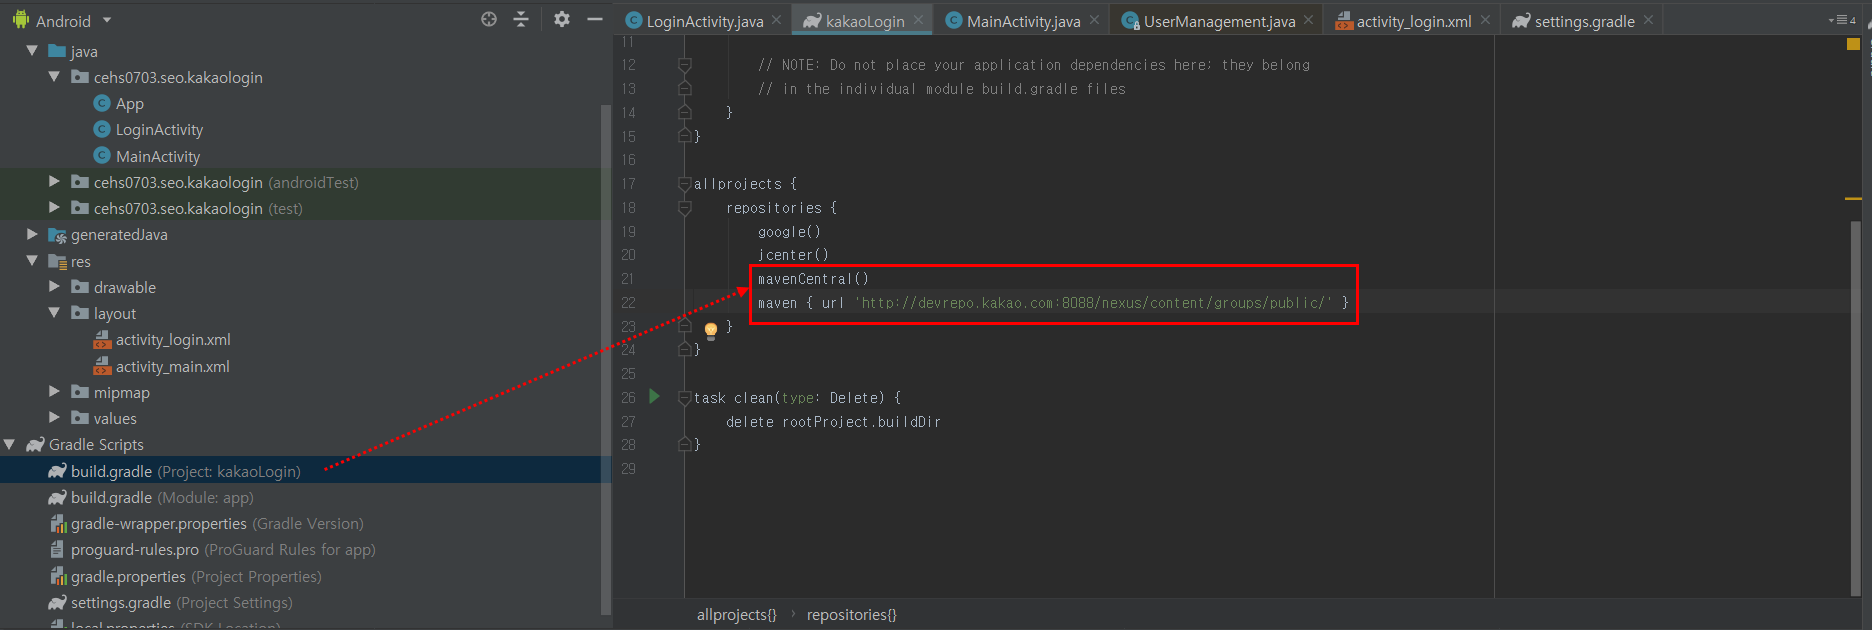 Android
java
cehs0703.seo.kakaologin
App
LoginActivity
MainActivity
cehs0703.seo.kakaologin (androidTest)
cehs0703.seo.kakaologin (test)
generatedJava
res
drawable
layout
activity_login.xml
activity_main.xml
mipmap
values
Gradle Scripts
build.gradle (Project: kakaoLogin)
build.gradle (Module: app)
gradle-wrapper.properties (Gradle Version)
proguard-rules.pro (ProGuard Rules for app)
gradle.properties (Project Properties)
settings.gradle (Project Settings)
local.properties (SDK Location)
LoginActivity.java kakaoLogin MainActivity.java UserManagement.java activity_login.xml settings.gradle 4
11
12 // NOTE: Do not place your application dependencies here; they belong
13 // in the individual module build.gradle files
14 }
15 }
16
17 allprojects {
18 repositories {
19 google()
20 jcenter()
21 mavenCentral()
22 maven { url 'http://devrepo.kakao.com:8088/nexus/content/groups/public/' }
23 }
24 }
25
26 task clean(type: Delete) {
27 delete rootProject.buildDir
28 }
29
allprojects{} › repositories{}